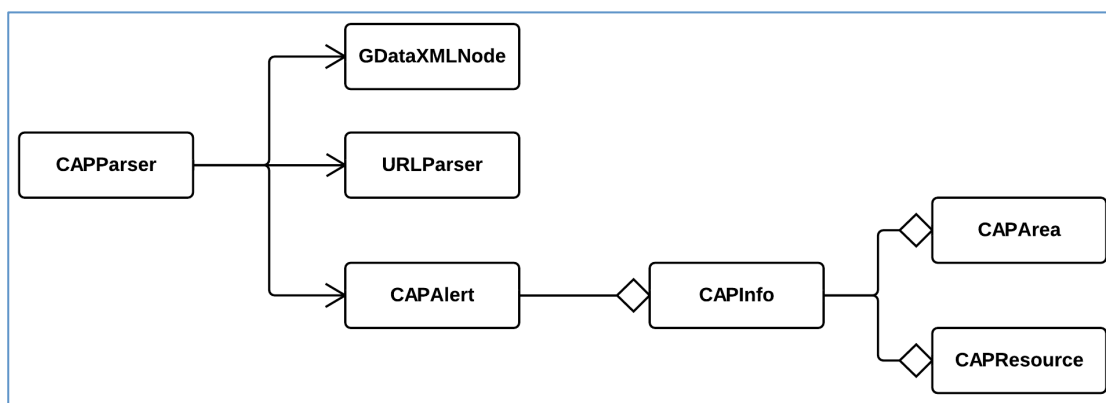 GDataXMLNode
CAPParser
URLParser
CAPArea
CAPAlert
CAPInfo
CAPResource